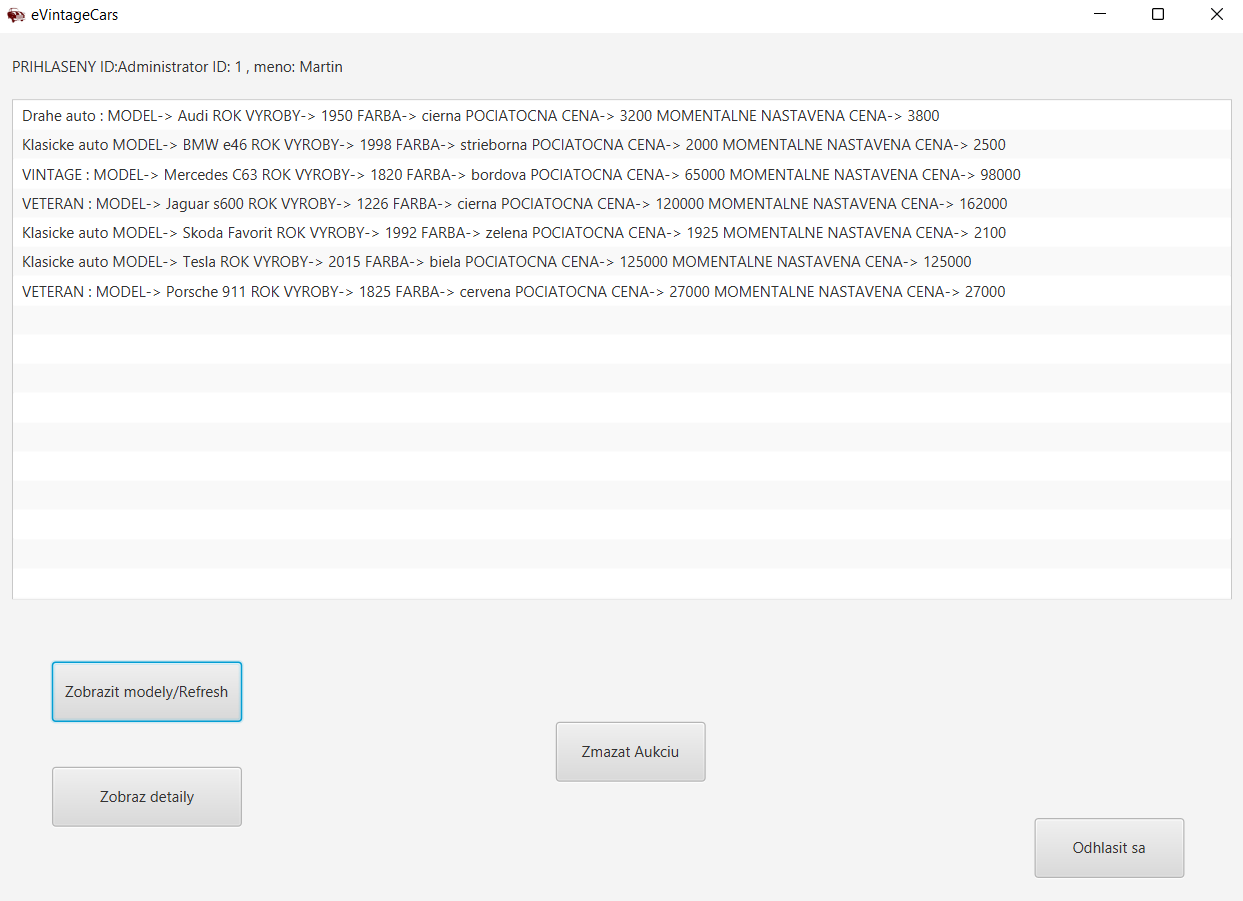 eVintageCars
PRIHLASENY ID:Administrator ID: 1 , meno: Martin
Drahe auto : MODEL-> Audi ROK VYROBY-> 1950 FARBA-> cierna POCIATOCNA CENA-> 3200 MOMENTALNE NASTAVENA CENA-> 3800
Klasicke auto MODEL-> BMW e46 ROK VYROBY-> 1998 FARBA-> strieborna POCIATOCNA CENA-> 2000 MOMENTALNE NASTAVENA CENA-> 2500
VINTAGE : MODEL-> Mercedes C63 ROK VYROBY-> 1820 FARBA-> bordova POCIATOCNA CENA-> 65000 MOMENTALNE NASTAVENA CENA-> 98000
VETERAN : MODEL-> Jaguar s600 ROK VYROBY-> 1226 FARBA-> cierna POCIATOCNA CENA-> 120000 MOMENTALNE NASTAVENA CENA-> 162000
Klasicke auto MODEL-> Skoda Favorit ROK VYROBY-> 1992 FARBA-> zelena POCIATOCNA CENA-> 1925 MOMENTALNE NASTAVENA CENA-> 2100
Klasicke auto MODEL-> Tesla ROK VYROBY-> 2015 FARBA-> biela POCIATOCNA CENA-> 125000 MOMENTALNE NASTAVENA CENA-> 125000
VETERAN : MODEL-> Porsche 911 ROK VYROBY-> 1825 FARBA-> cervena POCIATOCNA CENA-> 27000 MOMENTALNE NASTAVENA CENA-> 27000
Zobrazit modely/Refresh
Zmazat Aukciu
Zobraz detaily
Odhlasit sa